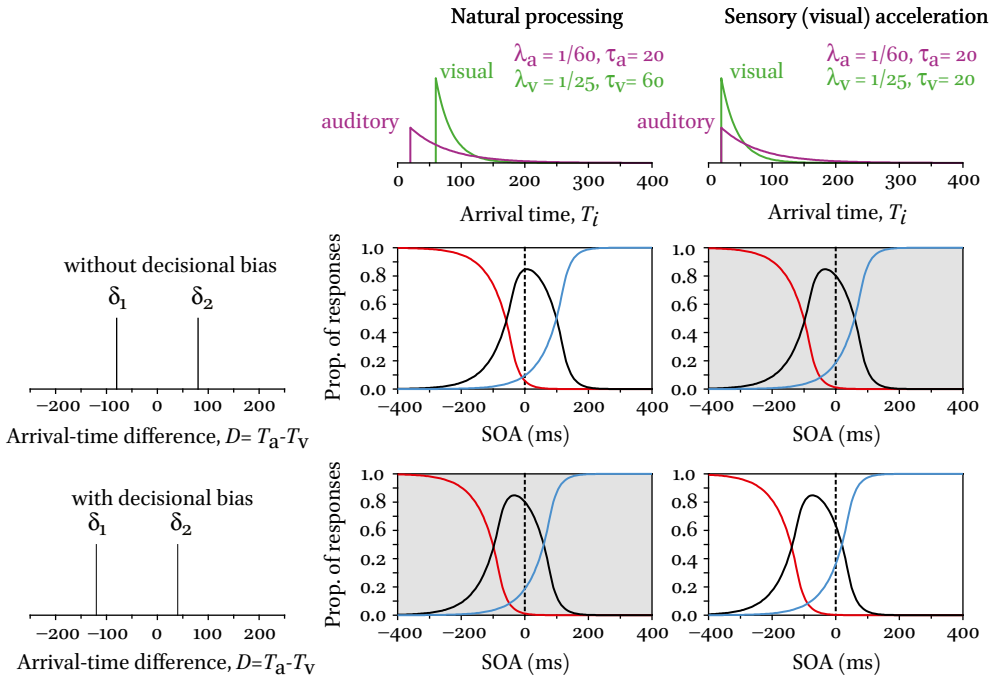 Natural processing
Sensory (visual) acceleration
λa = 1/60, τa= 20
λv = 1/25, τv= 60
visual
auditory
0 100 200 300 400
Arrival time, Ti
λa = 1/60, τa= 20
λv = 1/25, τv= 20
visual
auditory
0 100 200 300 400
Arrival time, Ti
without decisional bias
δ1 δ2
−200 −100 0 100 200
Arrival-time difference, D= Ta-Tv
Prop. of responses
1.0
0.8
0.6
0.4
0.2
0.0
−400 −200 0 200 400
SOA (ms)
1.0
0.8
0.6
0.4
0.2
0.0
−400 −200 0 200 400
SOA (ms)
with decisional bias
δ1 δ2
−200 −100 0 100 200
Arrival-time difference, D=Ta-Tv
Prop. of responses
1.0
0.8
0.6
0.4
0.2
0.0
−400 −200 0 200 400
SOA (ms)
1.0
0.8
0.6
0.4
0.2
0.0
−400 −200 0 200 400
SOA (ms)